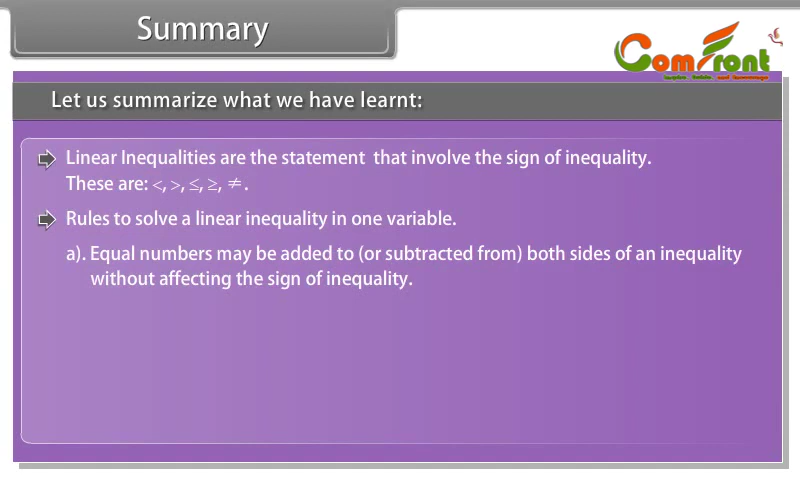 Summary
ComFront
Let us summarize what we have learnt:
Linear Inequalities are the statement that involve the sign of inequality.
These are: <, >, ≤, ≥, ≠.
Rules to solve a linear inequality in one variable.
a). Equal numbers may be added to (or subtracted from) both sides of an inequality
without affecting the sign of inequality.